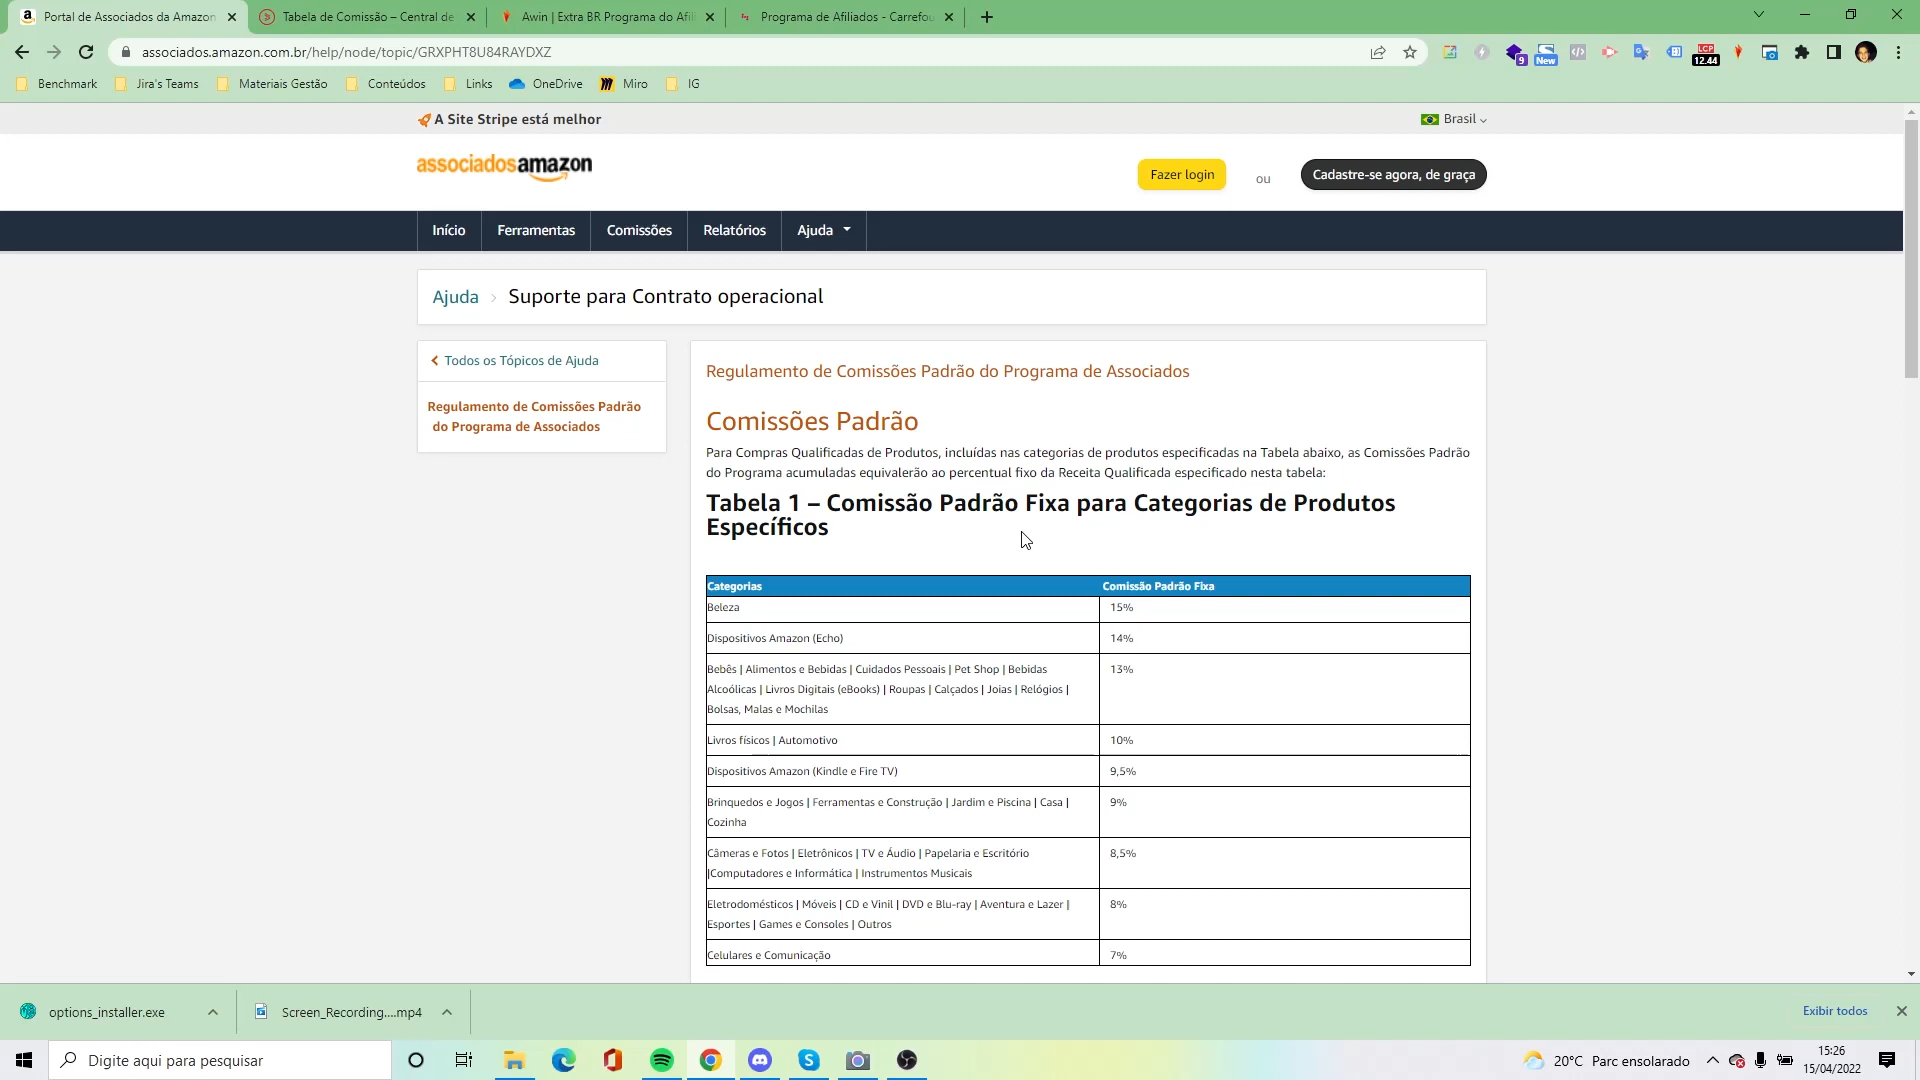 Portal de Associados da Amazon
Tabela de Comissão – Central de
Awin | Extra BR Programa do Afil
Programa de Afiliados - Carrefou
associados.amazon.com.br/help/node/topic/GRXPHT8U84RAYDXZ
9
New
LCP
12.44
Benchmark
Jira's Teams
Materiais Gestão
Conteúdos
Links
OneDrive
Miro
IG
A Site Stripe está melhor
Brasil
associadosamazon
Fazer login
ou
Cadastre-se agora, de graça
Início
Ferramentas
Comissões
Relatórios
Ajuda
Ajuda › Suporte para Contrato operacional
Todos os Tópicos de Ajuda
Regulamento de Comissões Padrão
do Programa de Associados
Regulamento de Comissões Padrão do Programa de Associados
Comissões Padrão
Para Compras Qualificadas de Produtos, incluídas nas categorias de produtos especificadas na Tabela abaixo, as Comissões Padrão
do Programa acumuladas equivalerão ao percentual fixo da Receita Qualificada especificado nesta tabela:
Tabela 1 – Comissão Padrão Fixa para Categorias de Produtos
Específicos
Categorias
Comissão Padrão Fixa
Beleza
15%
Dispositivos Amazon (Echo)
14%
Bebês | Alimentos e Bebidas | Cuidados Pessoais | Pet Shop | Bebidas
Alcoólicas | Livros Digitais (eBooks) | Roupas | Calçados | Joias | Relógios |
Bolsas, Malas e Mochilas
13%
Livros físicos | Automotivo
10%
Dispositivos Amazon (Kindle e Fire TV)
9,5%
Brinquedos e Jogos | Ferramentas e Construção | Jardim e Piscina | Casa |
Cozinha
9%
Câmeras e Fotos | Eletrônicos | TV e Áudio | Papelaria e Escritório
|Computadores e Informática | Instrumentos Musicais
8,5%
Eletrodomésticos | Móveis | CD e Vinil | DVD e Blu-ray | Aventura e Lazer |
Esportes | Games e Consoles | Outros
8%
Celulares e Comunicação
7%
options_installer.exe
Screen_Recording....mp4
Exibir todos
Digite aqui para pesquisar
20°C Parc ensolarado
15:26
15/04/2022